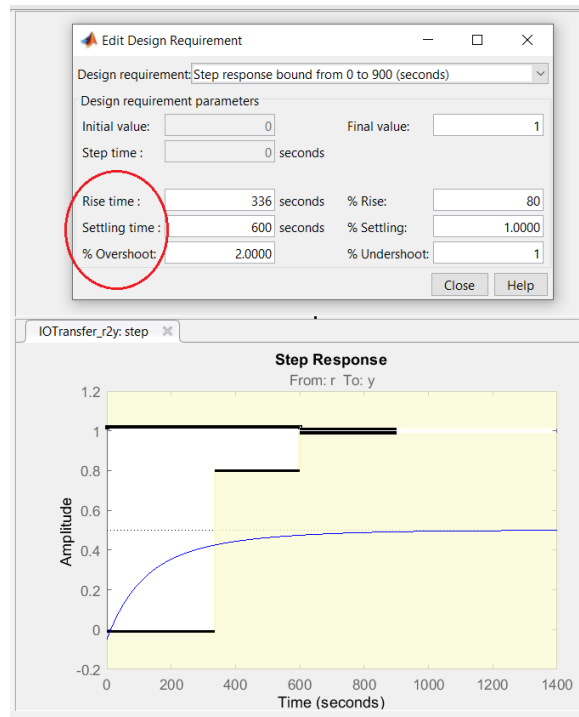 Edit Design Requirement
Design requirement: Step response bound from 0 to 900 (seconds)
Design requirement parameters
Initial value: 0 Final value: 1
Step time : 0 seconds
Rise time : 336 seconds % Rise: 80
Settling time : 600 seconds % Settling: 1.0000
% Overshoot: 2.0000 % Undershoot: 1
Close Help
IOTransfer_r2y: step
Step Response
From: r To: y
1.2
1
0.8
0.6
0.4
0.2
0
-0.2
Amplitude
0 200 400 600 800 1000 1200 1400
Time (seconds)